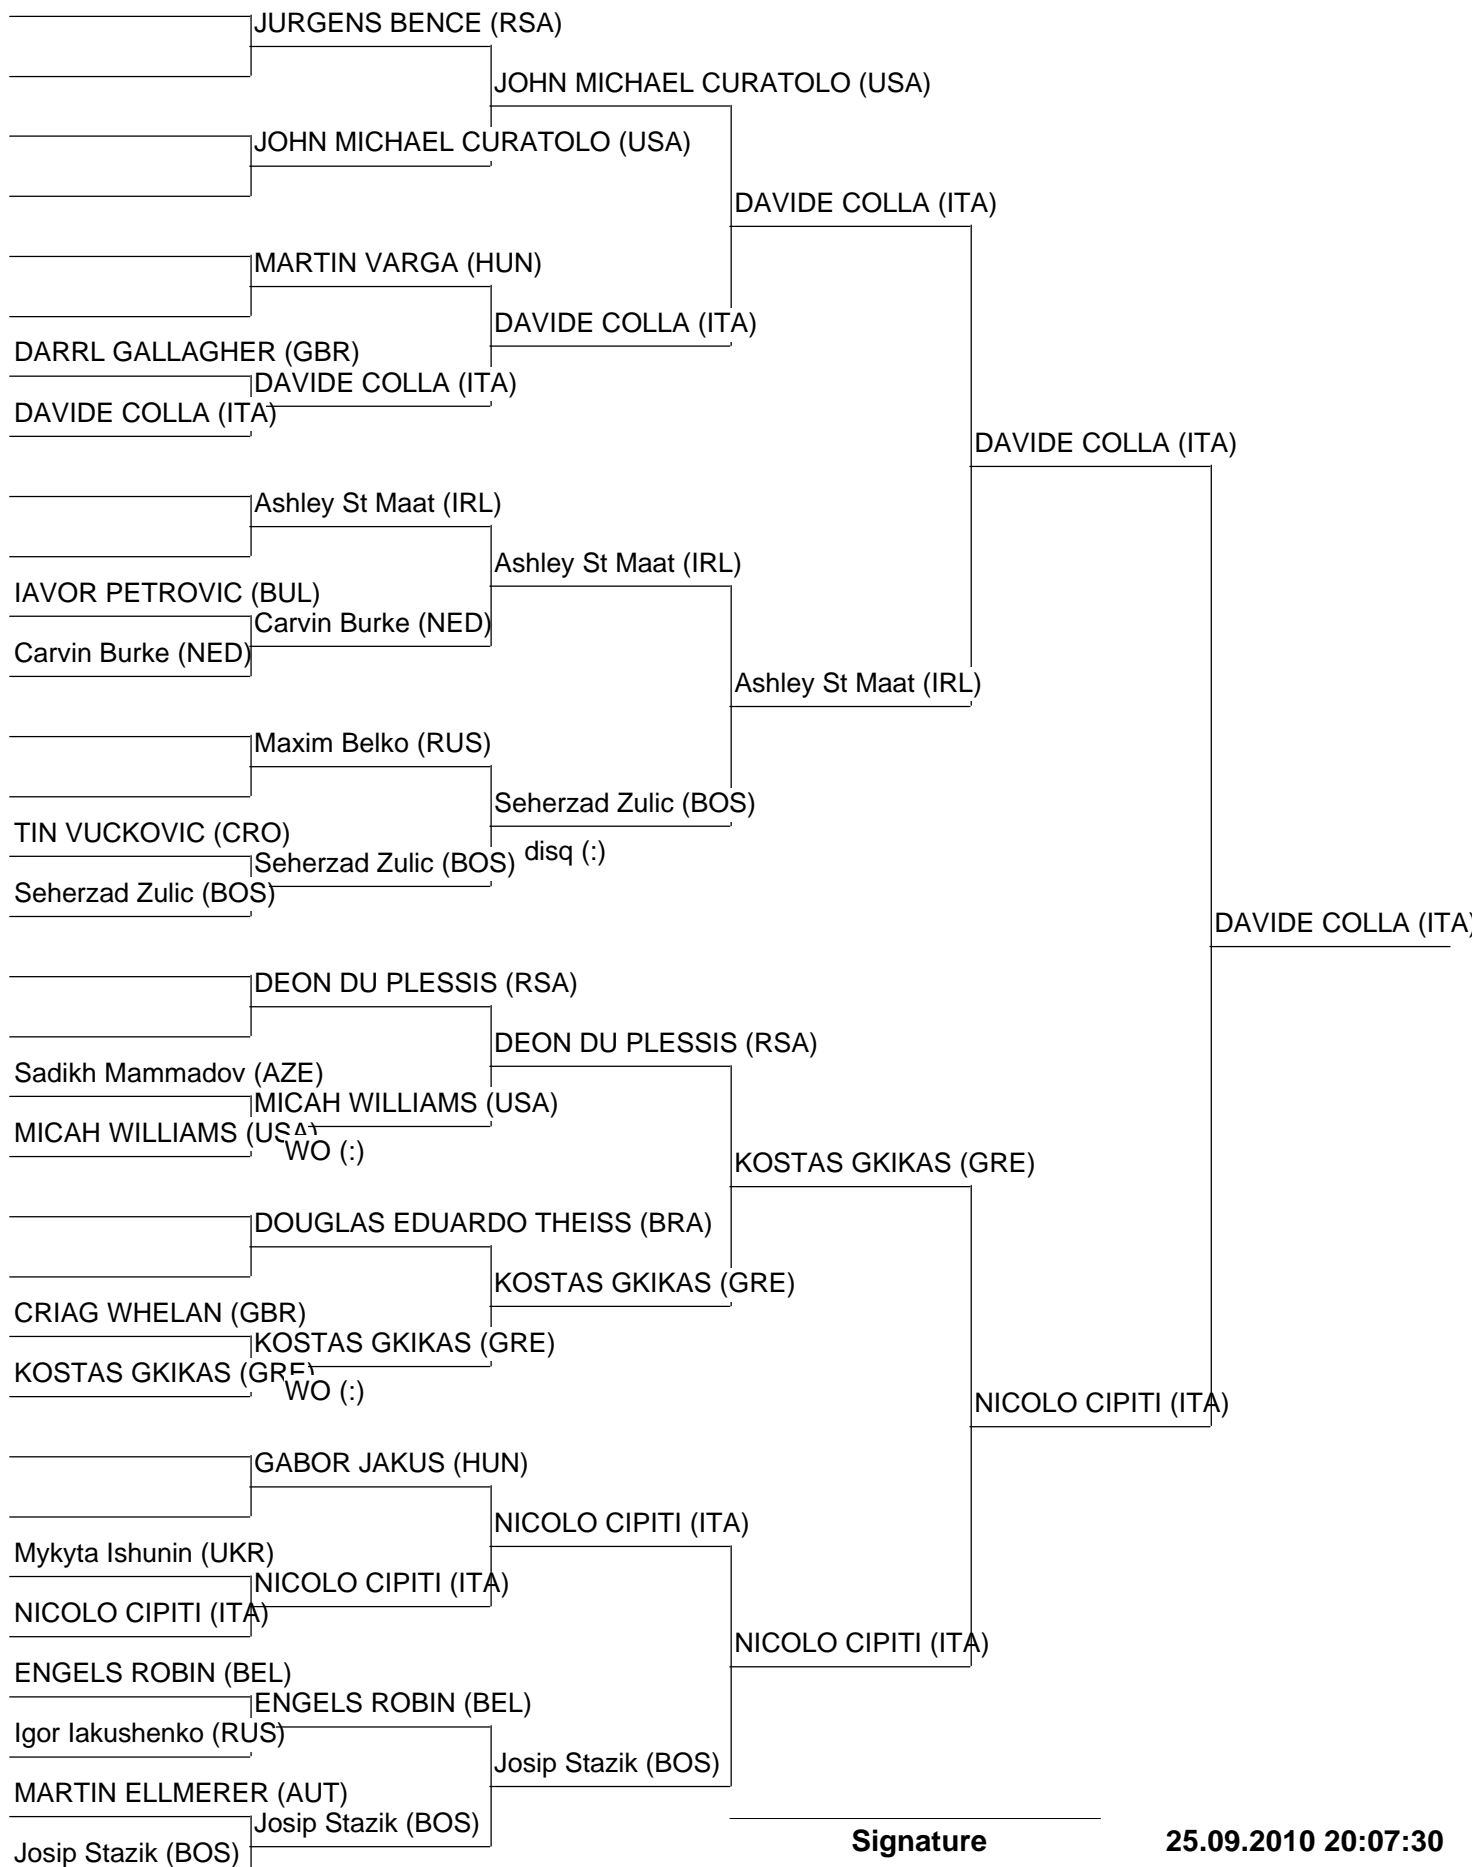 JURGENS BENCE (RSA)
JOHN MICHAEL CURATOLO (USA)
JOHN MICHAEL CURATOLO (USA)
DAVIDE COLLA (ITA)
MARTIN VARGA (HUN)
DAVIDE COLLA (ITA)
DARRL GALLAGHER (GBR)
DAVIDE COLLA (ITA)
DAVIDE COLLA (ITA)
DAVIDE COLLA (ITA)
Ashley St Maat (IRL)
Ashley St Maat (IRL)
IAVOR PETROVIC (BUL)
Carvin Burke (NED)
Carvin Burke (NED)
Ashley St Maat (IRL)
Maxim Belko (RUS)
Seherzad Zulic (BOS)
TIN VUCKOVIC (CRO)
disq (:)
Seherzad Zulic (BOS)
Seherzad Zulic (BOS)
DAVIDE COLLA (ITA)
DEON DU PLESSIS (RSA)
DEON DU PLESSIS (RSA)
Sadikh Mammadov (AZE)
MICAH WILLIAMS (USA)
MICAH WILLIAMS (USA)
WO (:)
KOSTAS GKIKAS (GRE)
DOUGLAS EDUARDO THEISS (BRA)
KOSTAS GKIKAS (GRE)
CRIAG WHELAN (GBR)
KOSTAS GKIKAS (GRE)
KOSTAS GKIKAS (GRE)
WO (:)
NICOLO CIPITI (ITA)
GABOR JAKUS (HUN)
NICOLO CIPITI (ITA)
Mykyta Ishunin (UKR)
NICOLO CIPITI (ITA)
NICOLO CIPITI (ITA)
NICOLO CIPITI (ITA)
ENGELS ROBIN (BEL)
ENGELS ROBIN (BEL)
Igor Iakushenko (RUS)
Josip Stazik (BOS)
MARTIN ELLMERER (AUT)
Josip Stazik (BOS)
Josip Stazik (BOS)
Signature
25.09.2010 20:07:30